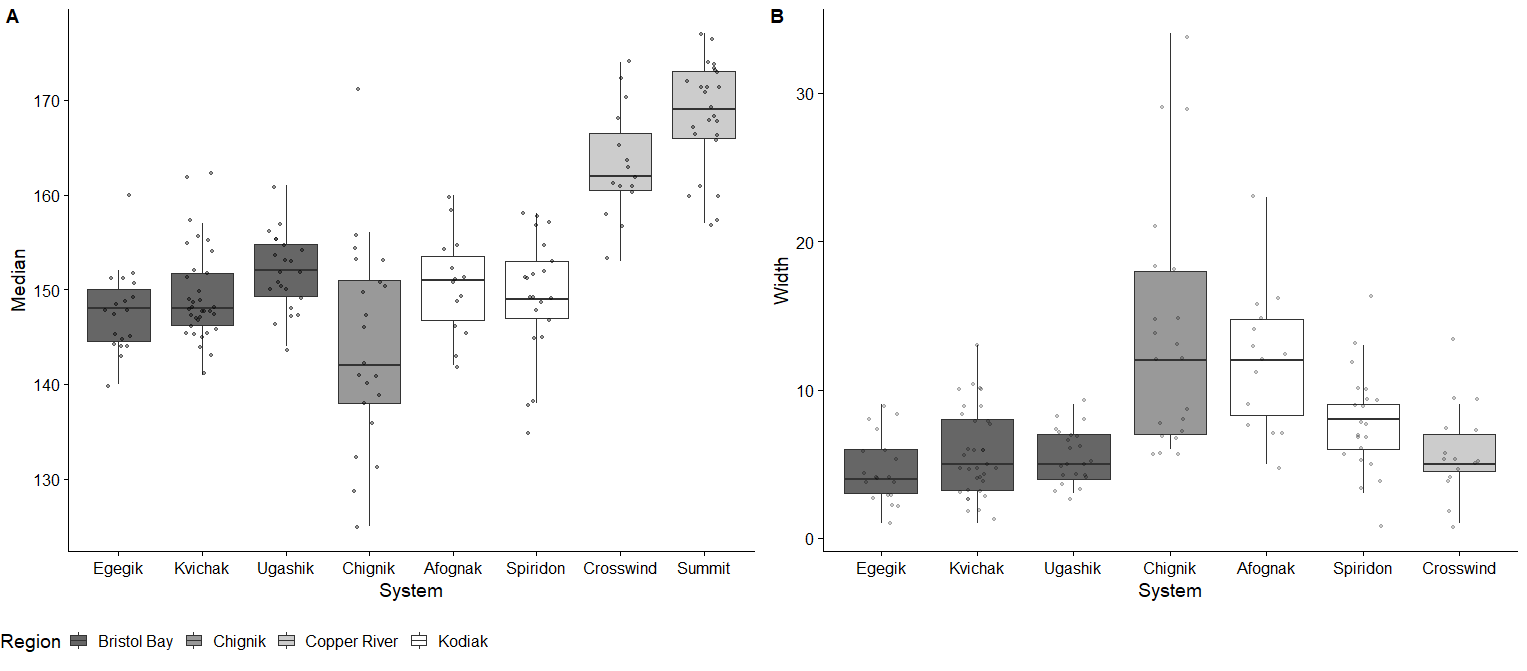 A
Median
170
160
150
140
130
Egegik Kvichak Ugashik Chignik Afognak Spiridon Crosswind Summit
System
B
Width
30
20
10
0
Egegik Kvichak Ugashik Chignik Afognak Spiridon Crosswind
System
Region Bristol Bay Chignik Copper River Kodiak